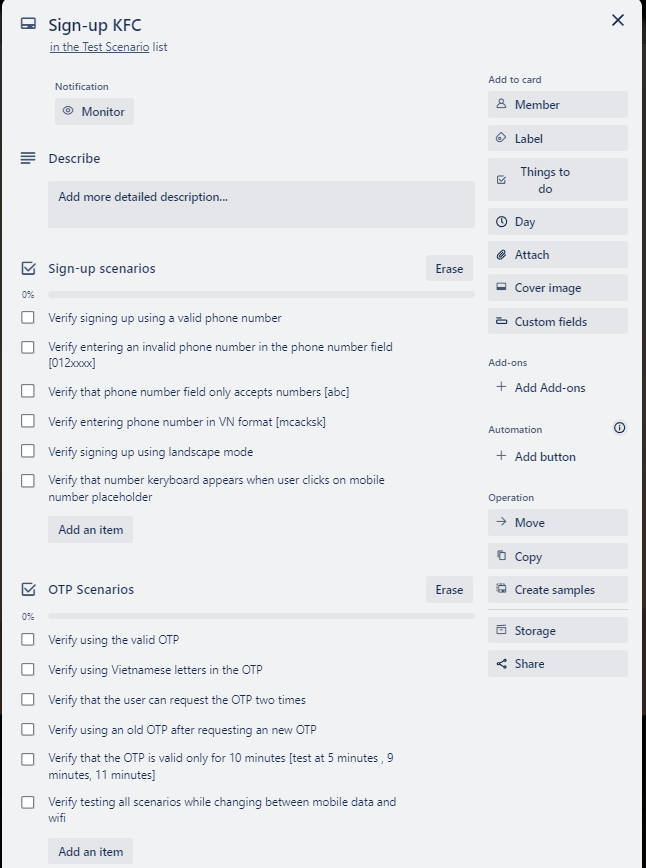 Sign-up KFC
in the Test Scenario list
Notification
Monitor
Describe
Add more detailed description...
Sign-up scenarios
Erase
0%
Verify signing up using a valid phone number
Verify entering an invalid phone number in the phone number field
[012xxxx]
Verify that phone number field only accepts numbers [abc]
Verify entering phone number in VN format [mcacksk]
Verify signing up using landscape mode
Verify that number keryboard appears when user clicks on mobile
number placeholder
Add an item
OTP Scenarios
Erase
0%
Verify using the valid OTP
Verify using Vietnamese letters in the OTP
Verify that the user can request the OTP two times
Verify using an old OTP after requesting an new OTP
Verify that the OTP is valid only for 10 minutes [test at 5 minutes , 9
minutes, 11 minutes]
Verify testing all scenarios while changing between mobile data and
wifi
Add an item
Add to card
Member
Label
Things to
do
Day
Attach
Cover image
Custom fields
Add-ons
Add Add-ons
Automation
Add button
Operation
Move
Copy
Create samples
Storage
Share